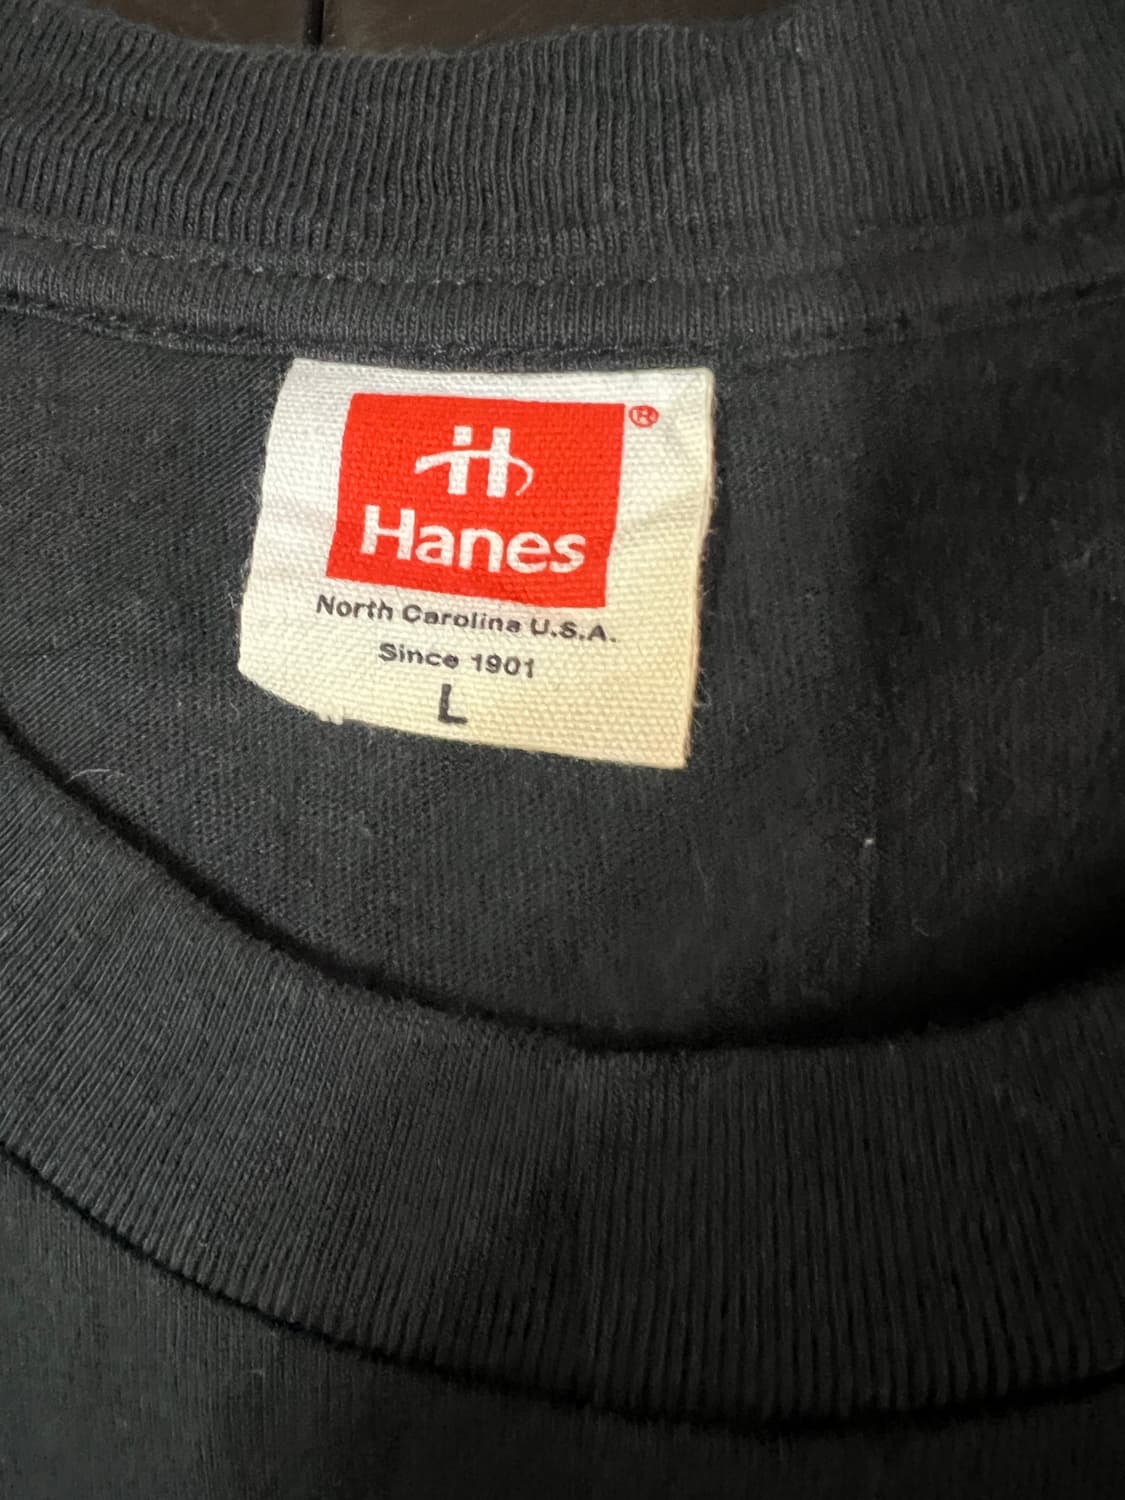 H ®
Hanes
North Carolina U.S.A.
Since 1901
L